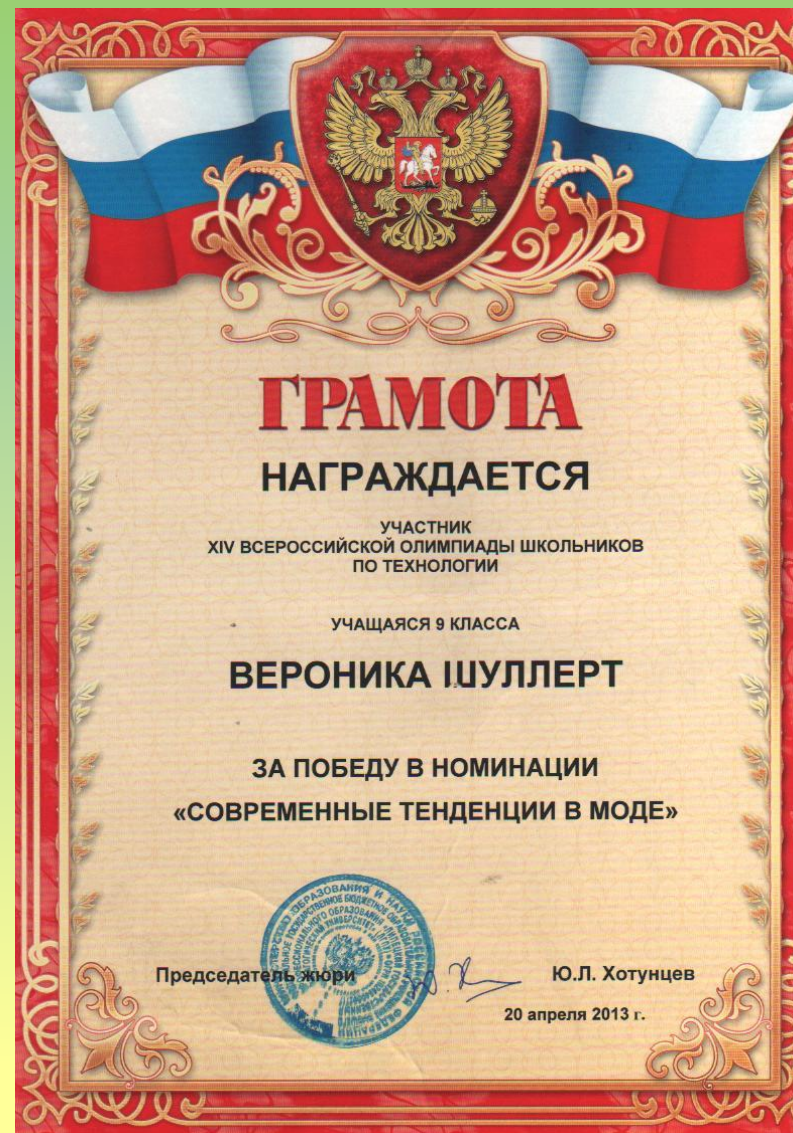 ГРАМОТА
НАГРАЖДАЕТСЯ
УЧАСТНИК
XIV ВСЕРОССИЙСКОЙ ОЛИМПИАДЫ ШКОЛЬНИКОВ
ПО ТЕХНОЛОГИИ
УЧАЩАЯСЯ 9 КЛАССА
ВЕРОНИКА ШУЛЛЕРТ
ЗА ПОБЕДУ В НОМИНАЦИИ
«СОВРЕМЕННЫЕ ТЕНДЕНЦИИ В МОДЕ»
Председатель жюри Ю.Л. Хотунцев
20 апреля 2013 г.